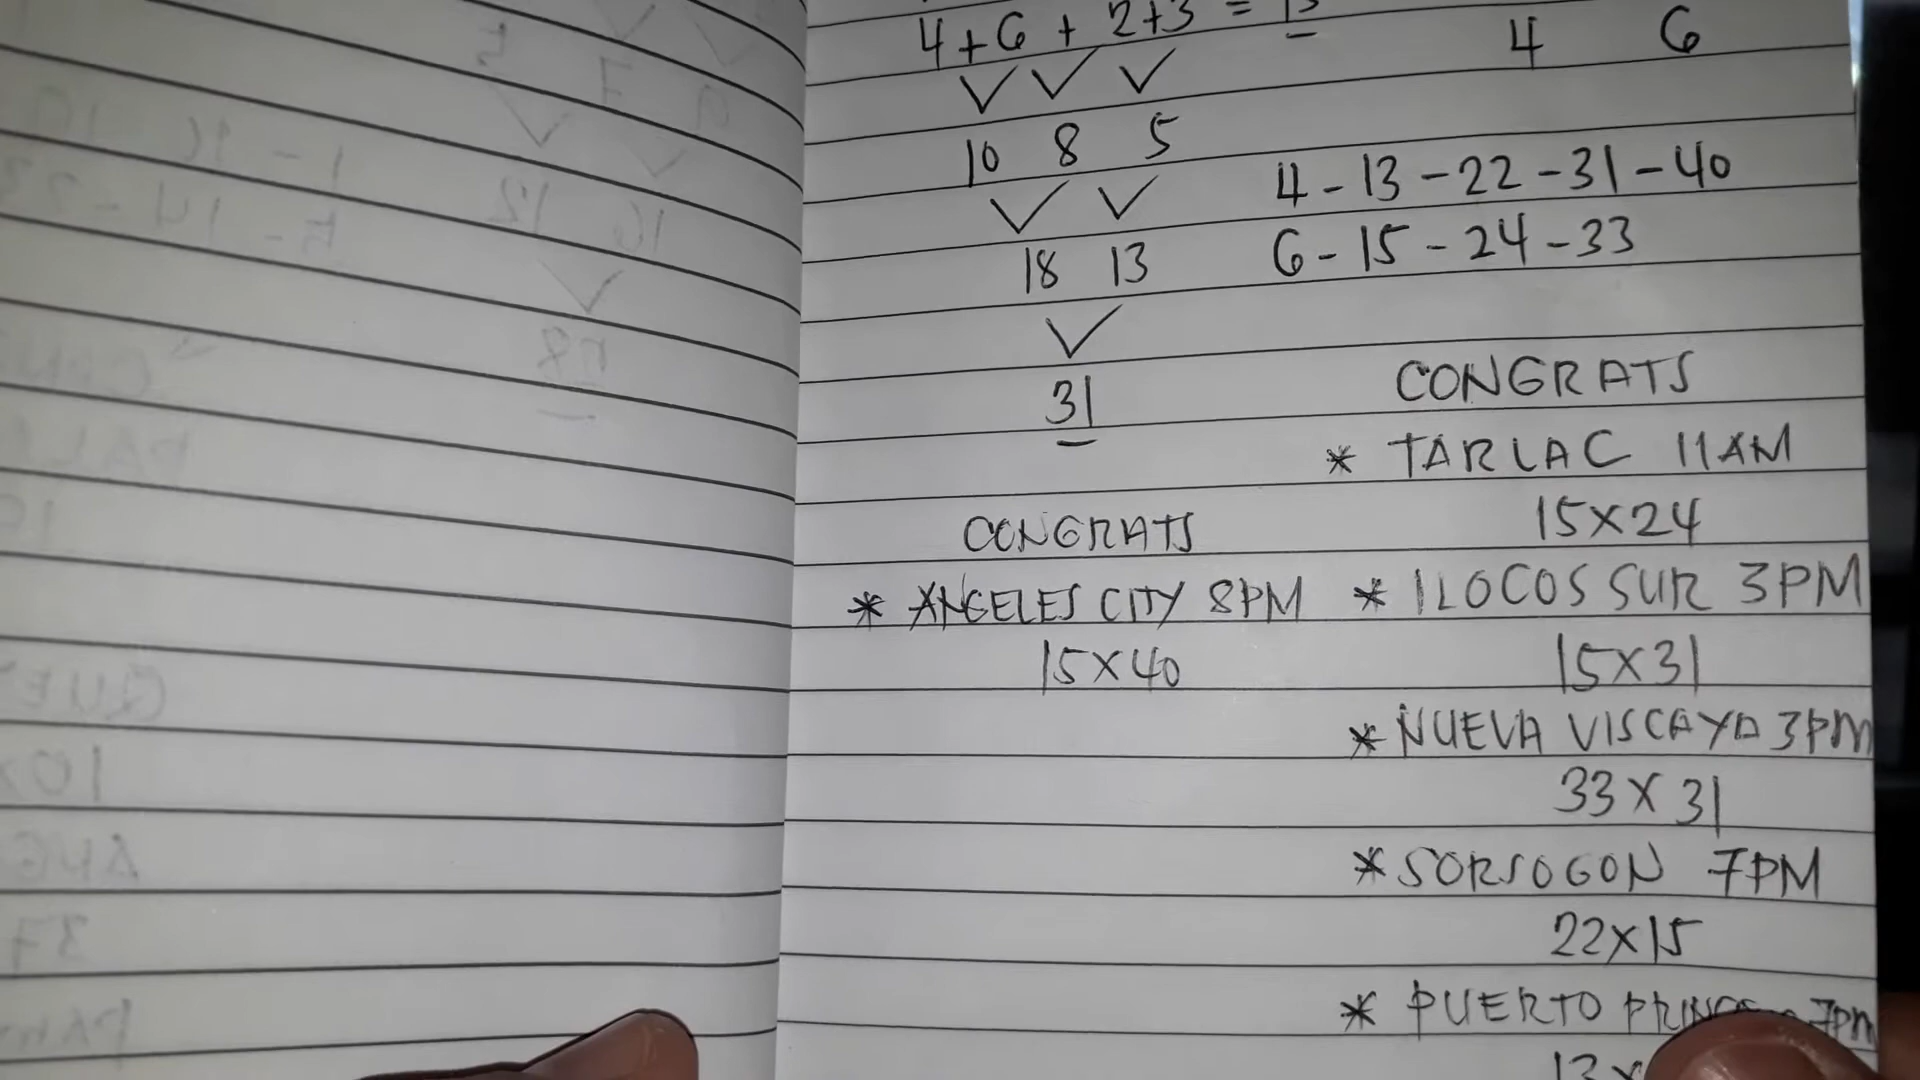 4+6+2+3 = 15
4 6
10 8 5
4-13-22-31-40
18 13
6-15-24-33
31
CONGRATS
* ANGELES CITY 8PM
15X40
CONGRATS
* TARLAC 11AM
15X24
* ILOCOS SUR 3PM
15X31
* NUEVA VISCAYA 3PM
33X31
* SORSOGON 7PM
22X15
* PUERTO 7PM
13X